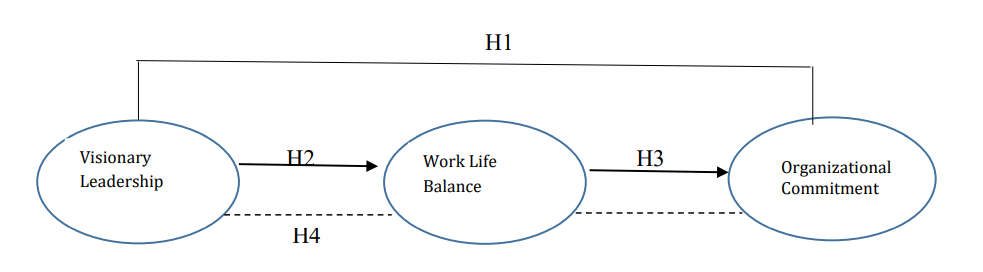 H1
Visionary
Leadership
H2
Work Life
Balance
H3
Organizational
Commitment
H4